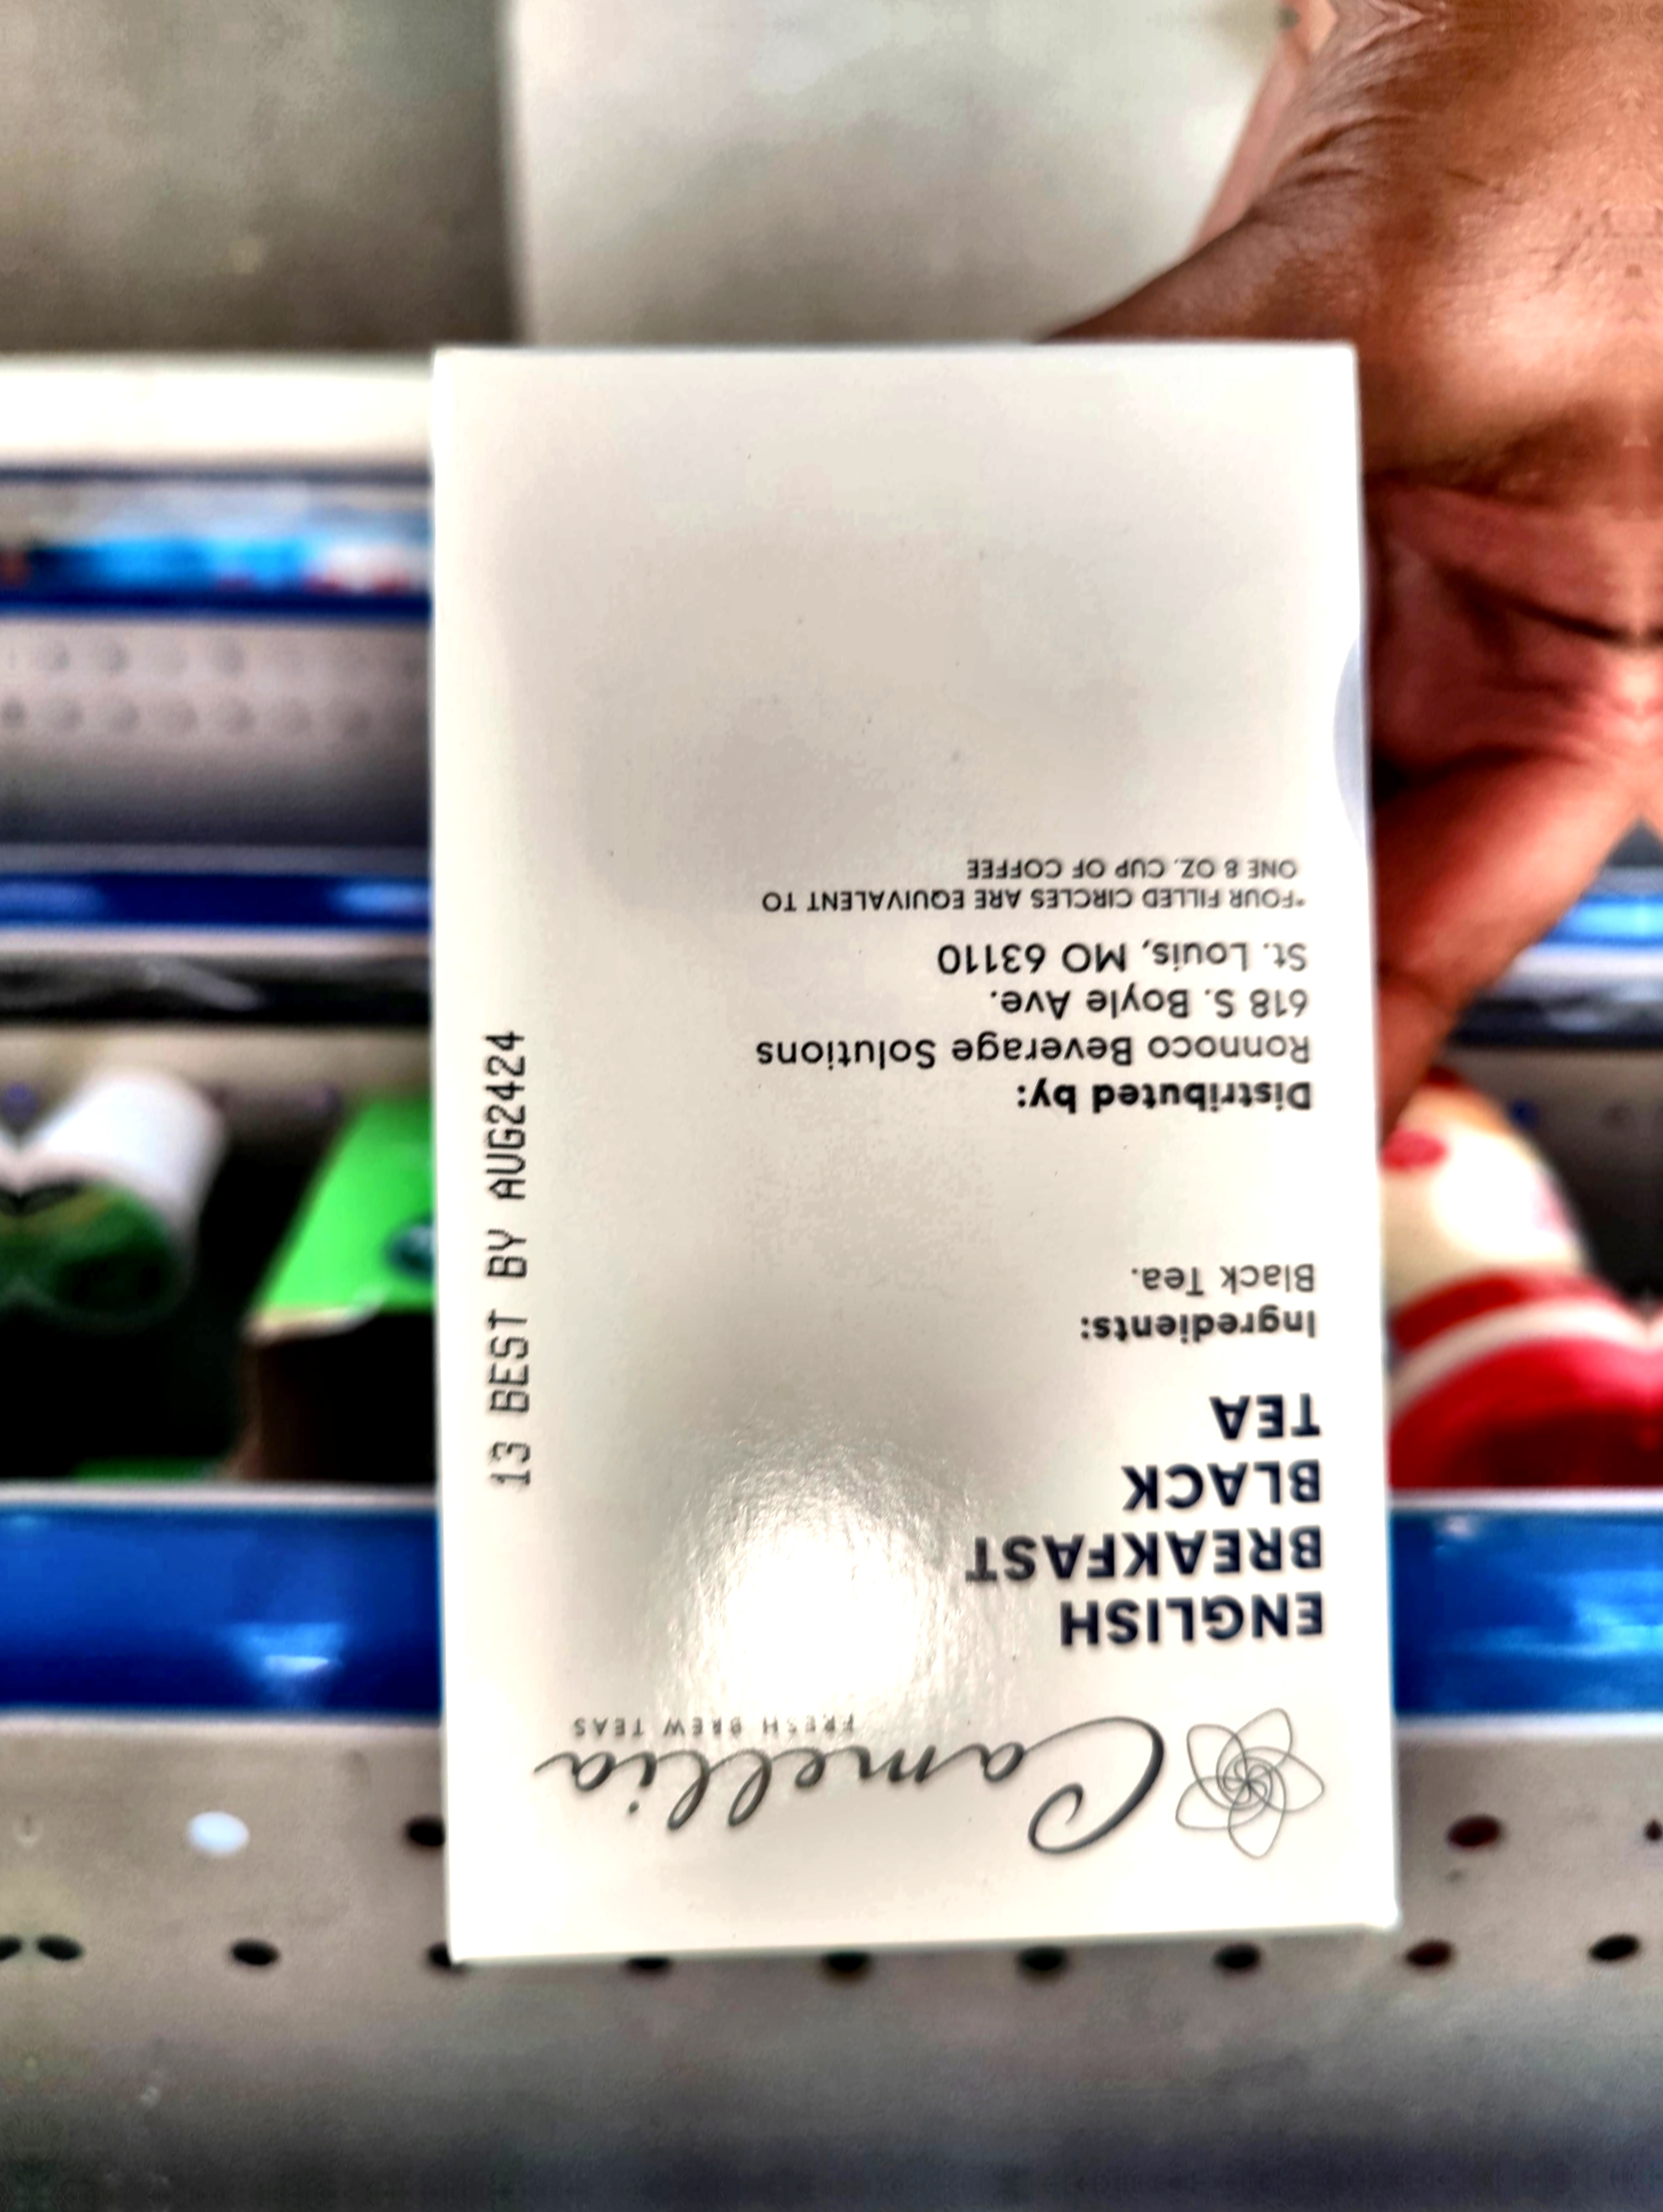 Camellia
FRESH BREW TEAS
ENGLISH
BREAKFAST
BLACK
TEA
Ingredients:
Black Tea.
Distributed by:
Ronnoco Beverage Solutions
618 S. Boyle Ave.
St. Louis, MO 63110
*FOUR FILLED CIRCLES ARE EQUIVALENT TO
ONE 8 OZ. CUP OF COFFEE
13 BEST BY AUG2424